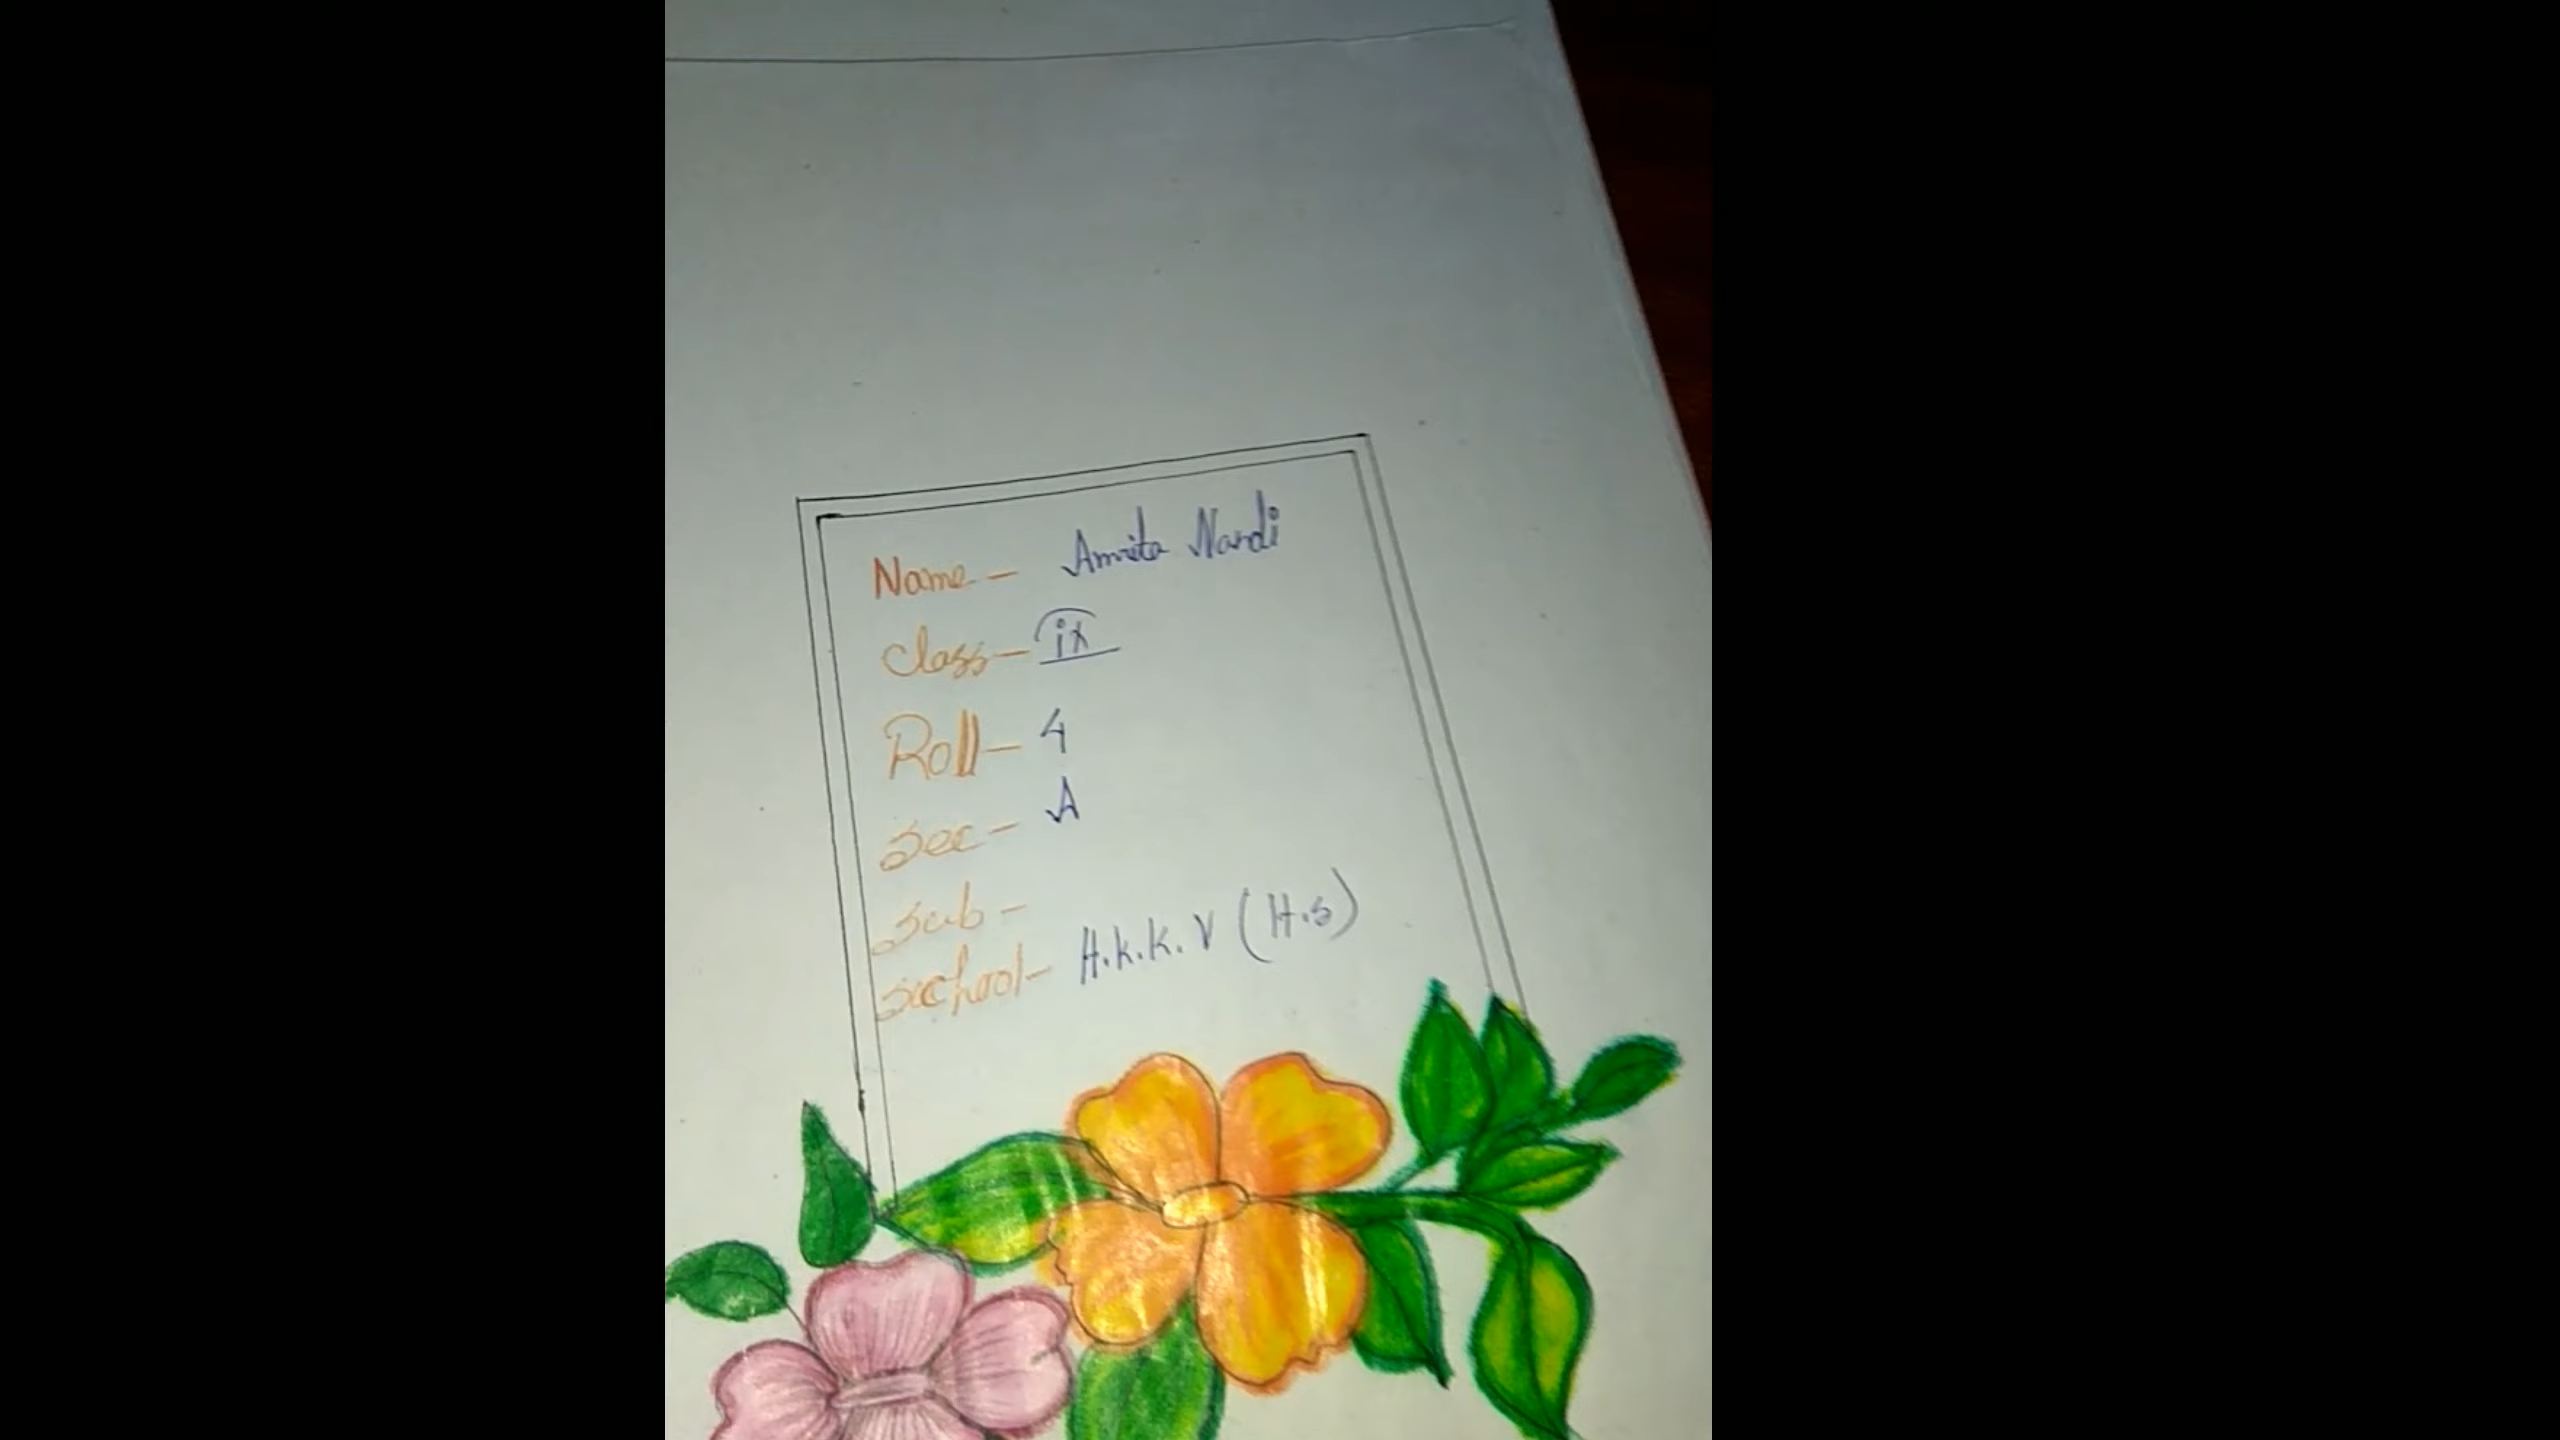 Name - Amrita Nandi
Class - ix
Roll - 4
Sec - A
Sub -
School - H.K.K.V (H.S)